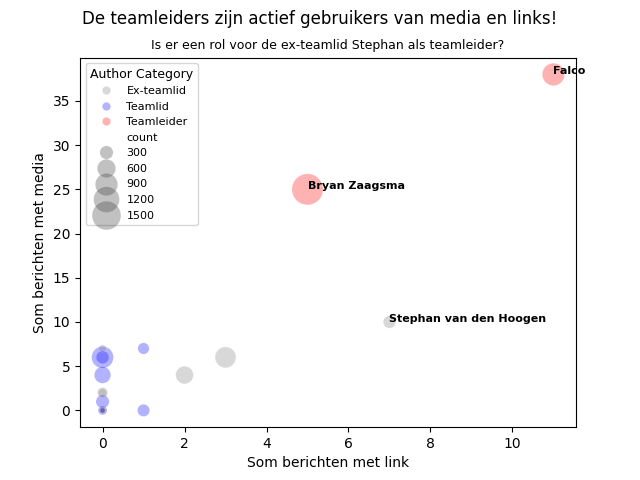 De teamleiders zijn actief gebruikers van media en links!
Is er een rol voor de ex-teamlid Stephan als teamleider?
Author Category
Ex-teamlid
Teamlid
Teamleider
count
300
600
900
1200
1500
Falco
Bryan Zaagsma
Stephan van den Hoogen
Som berichten met media
35
30
25
20
15
10
5
0
0 2 4 6 8 10
Som berichten met link